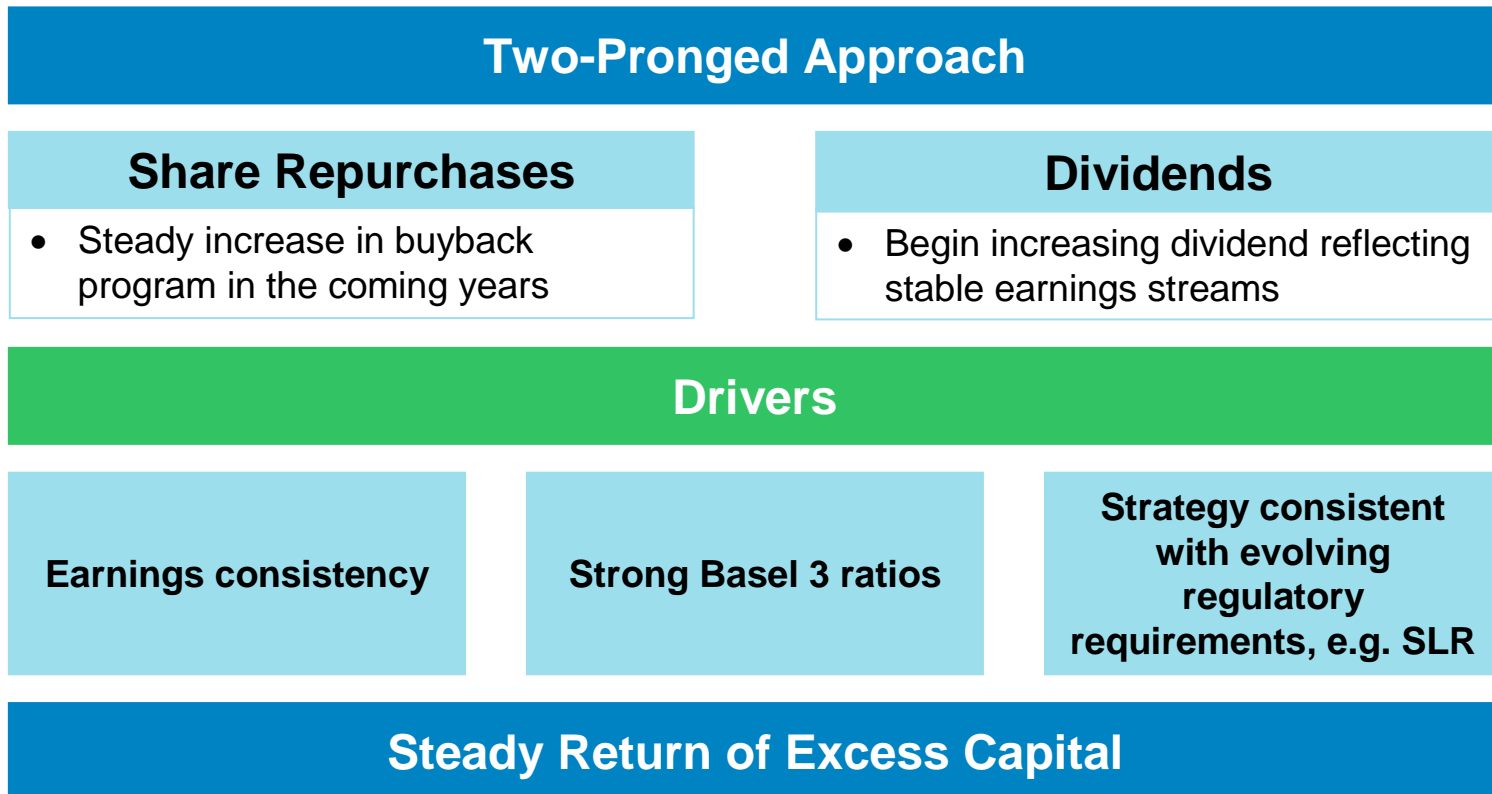 Two-Pronged Approach
Share Repurchases
• Steady increase in buyback
program in the coming years
Dividends
• Begin increasing dividend reflecting
stable earnings streams
Drivers
Earnings consistency
Strong Basel 3 ratios
Strategy consistent
with evolving
regulatory
requirements, e.g. SLR
Steady Return of Excess Capital